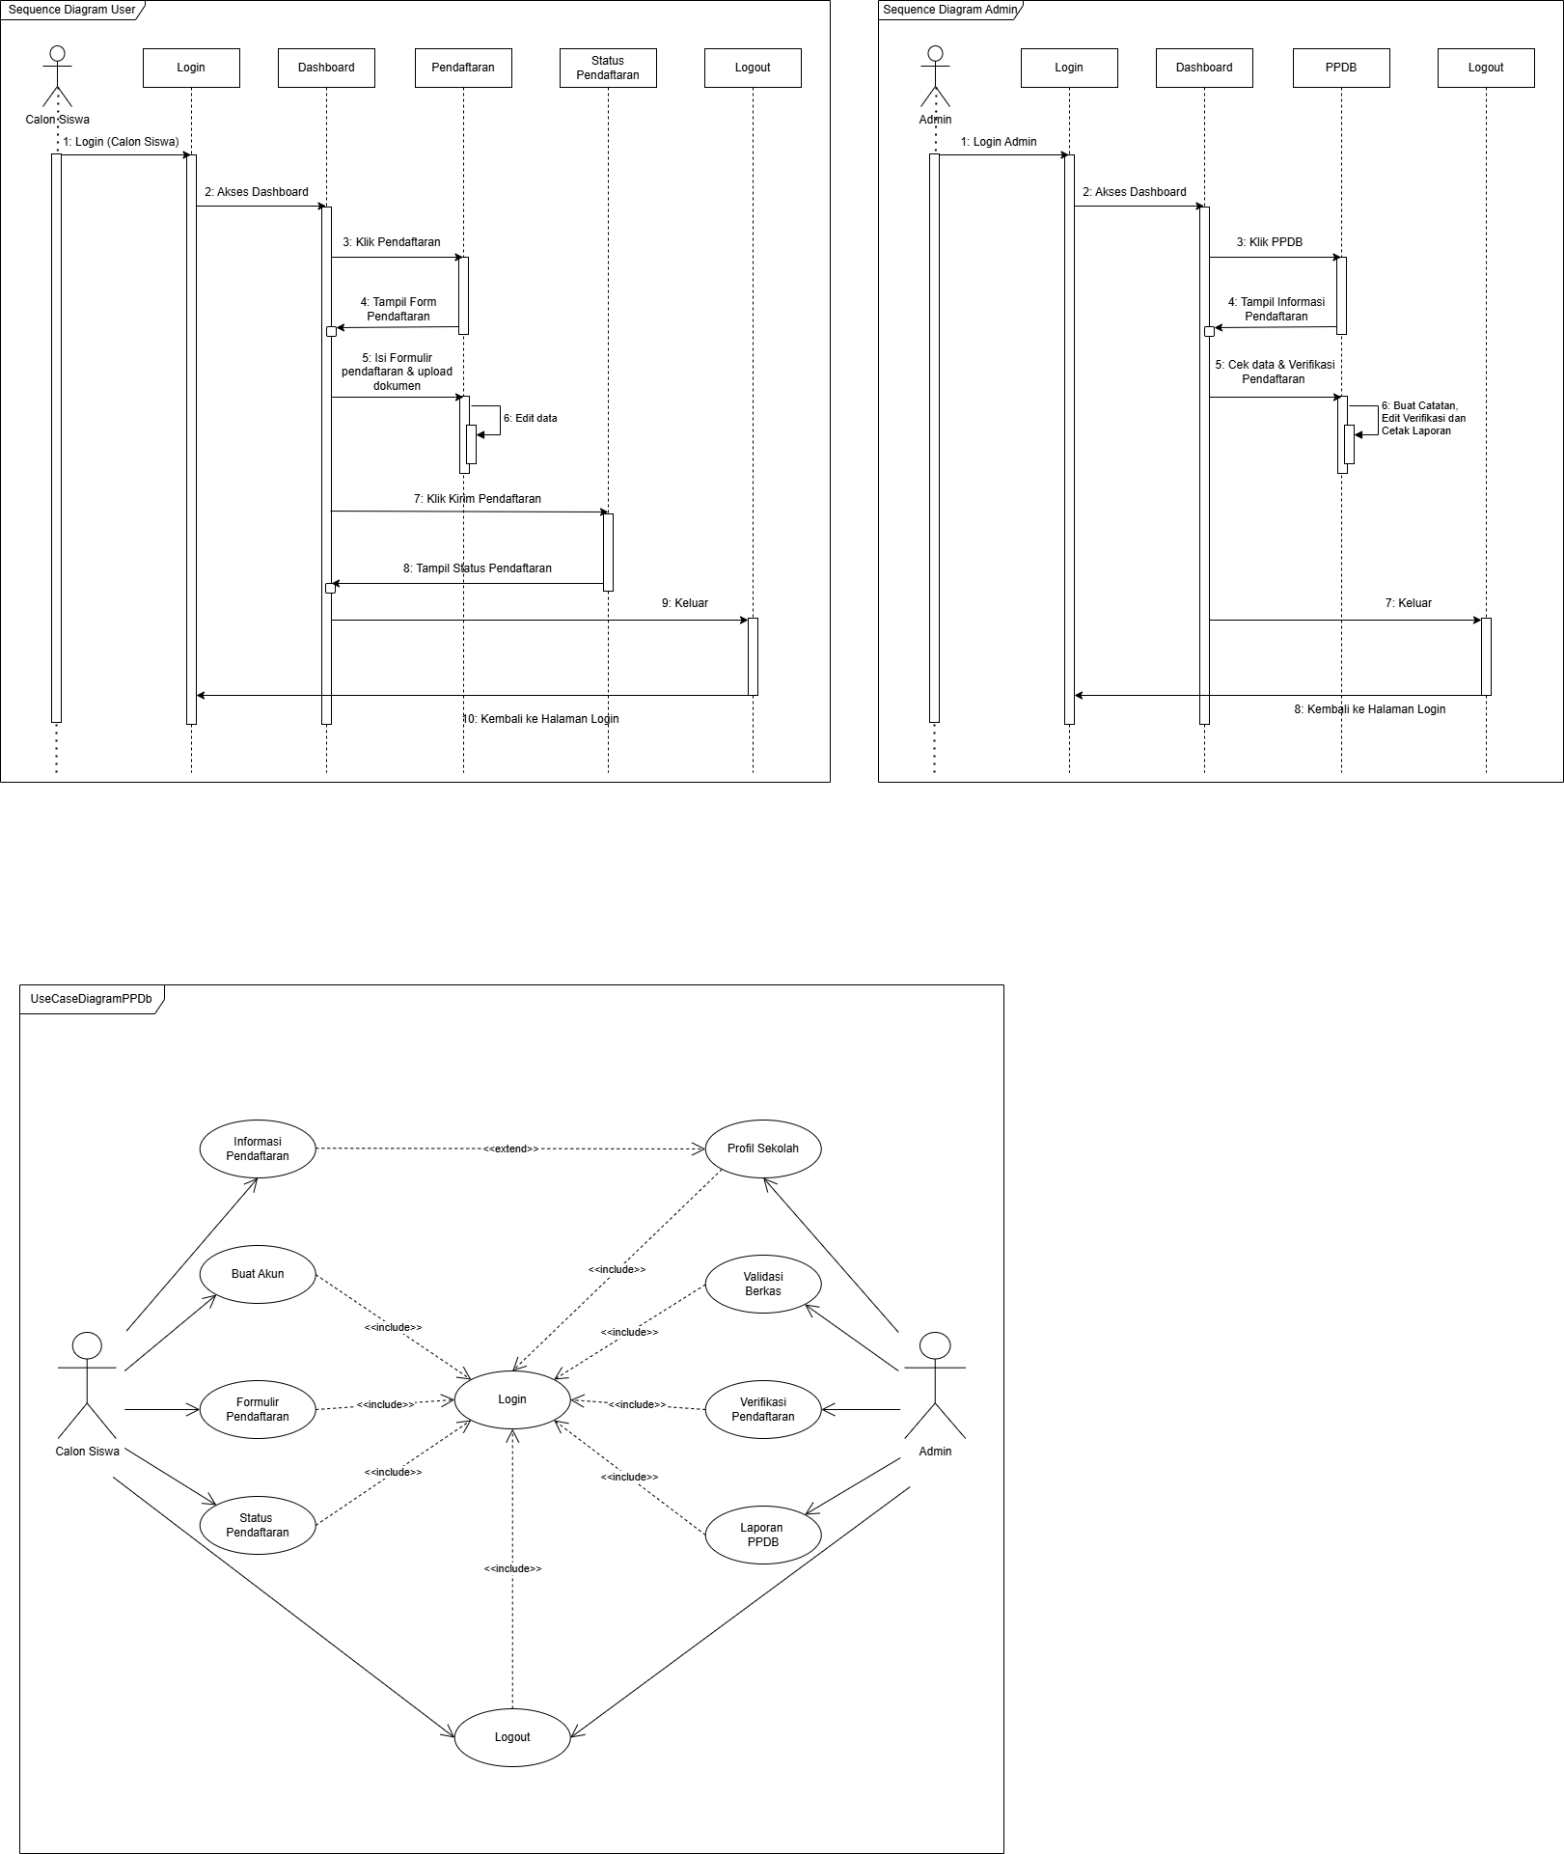 Sequence Diagram User
Calon Siswa
Login
Dashboard
Pendaftaran
Status
Pendaftaran
Logout
1: Login (Calon Siswa)
2: Akses Dashboard
3: Klik Pendaftaran
4: Tampil Form
Pendaftaran
5: Isi Formulir
pendaftaran & upload
dokumen
6: Edit data
7: Klik Kirim Pendaftaran
8: Tampil Status Pendaftaran
9: Keluar
10: Kembali ke Halaman Login
Sequence Diagram Admin
Admin
Login
Dashboard
PPDB
Logout
1: Login Admin
2: Akses Dashboard
3: Klik PPDB
4: Tampil Informasi
Pendaftaran
5: Cek data & Verifikasi
Pendaftaran
6: Buat Catatan,
Edit Verifikasi dan
Cetak Laporan
7: Keluar
8: Kembali ke Halaman Login
UseCaseDiagramPPDb
Informasi
Pendaftaran
<<extend>>
Profil Sekolah
Buat Akun
<<include>>
<<include>>
Validasi
Berkas
<<include>>
Calon Siswa
Formulir
Pendaftaran
<<include>>
Login
<<include>>
Verifikasi
Pendaftaran
Admin
Status
Pendaftaran
<<include>>
<<include>>
Laporan
PPDB
<<include>>
Logout